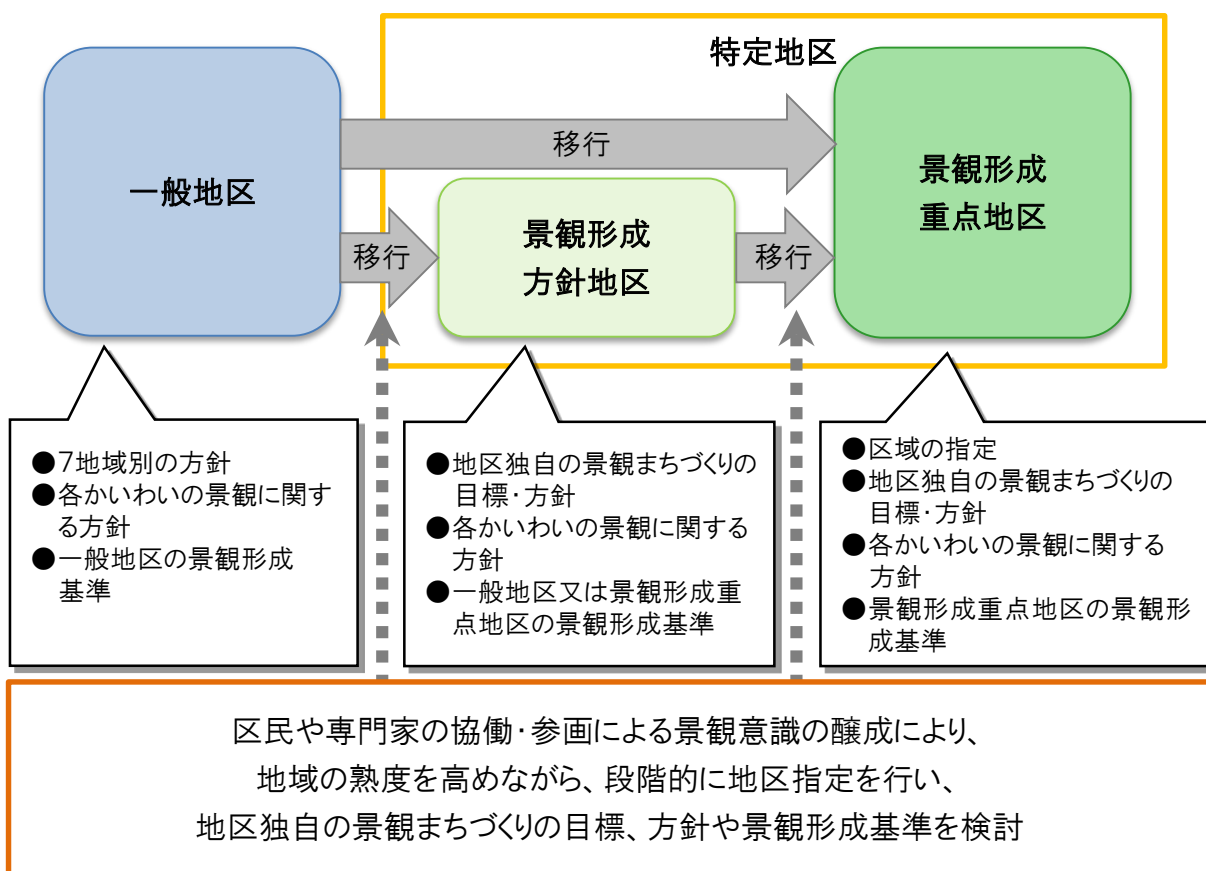 特定地区
一般地区
移行
景観形成
重点地区
移行
景観形成
方針地区
移行
●7地域別の方針
●各かいわいの景観に関す
る方針
●一般地区の景観形成
基準
●地区独自の景観まちづくりの
目標・方針
●各かいわいの景観に関する
方針
●一般地区又は景観形成重
点地区の景観形成基準
●区域の指定
●地区独自の景観まちづくりの
目標・方針
●各かいわいの景観に関する
方針
●景観形成重点地区の景観形
成基準
区民や専門家の協働・参画による景観意識の醸成により、
地域の熟度を高めながら、段階的に地区指定を行い、
地区独自の景観まちづくりの目標、方針や景観形成基準を検討